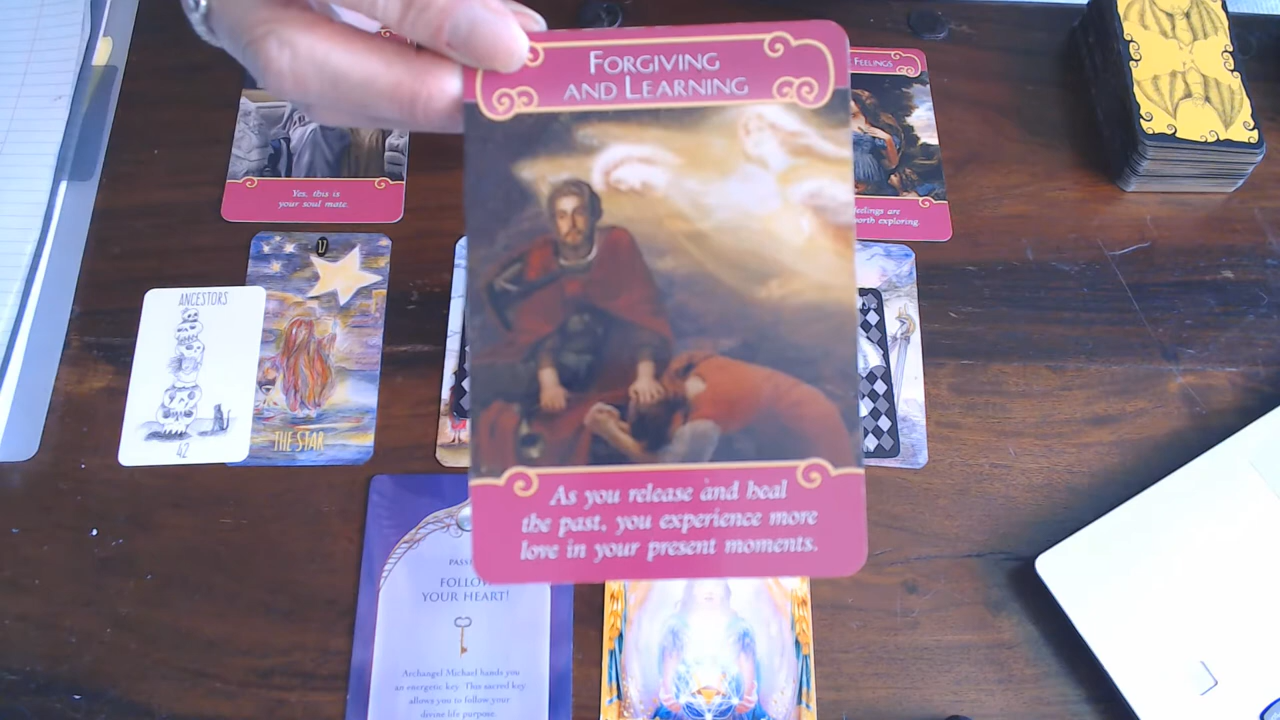 FORGIVING
AND LEARNING
FEELINGS
Yes, this is
your soul mate.
feelings are
worth exploring.
17
ANCESTORS
42
THE STAR
As you release and heal
the past, you experience more
love in your present moments.
FOLLOW
YOUR HEART!
Archangel Michael hands you
an energetic key. This sacred key
allows you to follow your
divine life purpose.